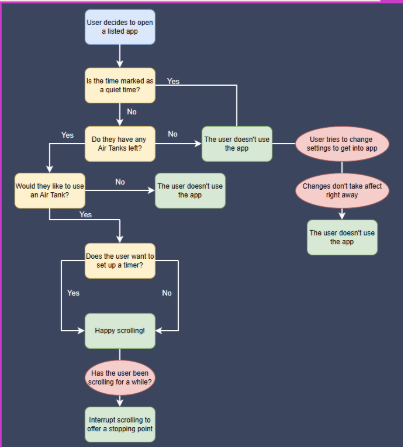 User decides to open
a listed app
Is the time marked as
a quiet time?
Yes
No
Do they have any
Air Tanks left?
Yes
No
The user doesn't use
the app
User tries to change
settings to get into app
Would they like to use
an Air Tank?
No
The user doesn't use
the app
Changes don't take affect
right away
Yes
The user doesn't use
the app
Does the user want to
set up a timer?
Yes
No
Happy scrolling!
Has the user been
scrolling for a while?
Interrupt scrolling to
offer a stopping point